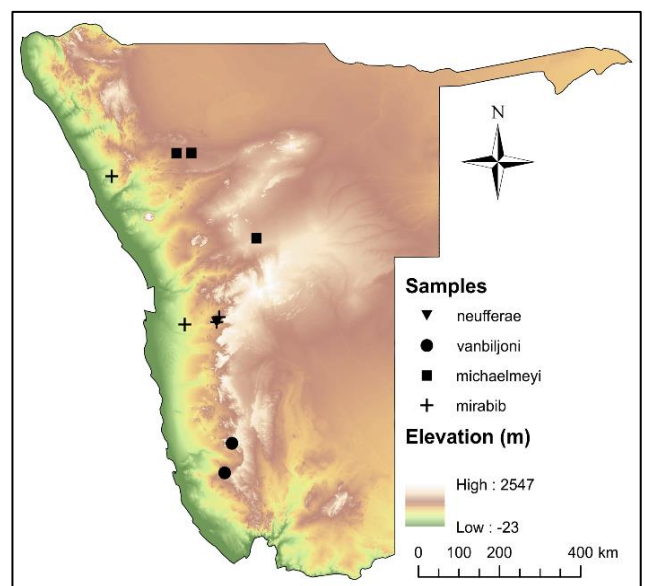 N
Samples
neufferae
vanbiljoni
michaelmeyi
mirabib
Elevation (m)
High : 2547
Low : -23
0 100 200 400 km